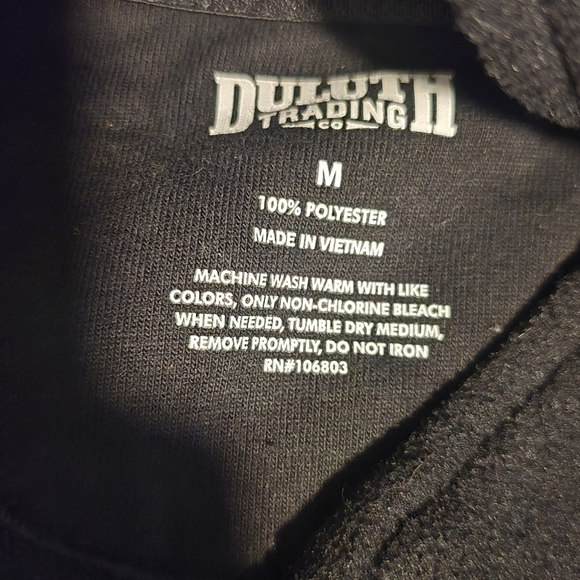 DULUTH
TRADING
CO
M
100% POLYESTER
MADE IN VIETNAM
MACHINE WASH WARM WITH LIKE
COLORS, ONLY NON-CHLORINE BLEACH
WHEN NEEDED, TUMBLE DRY MEDIUM,
REMOVE PROMPTLY, DO NOT IRON
RN#106803